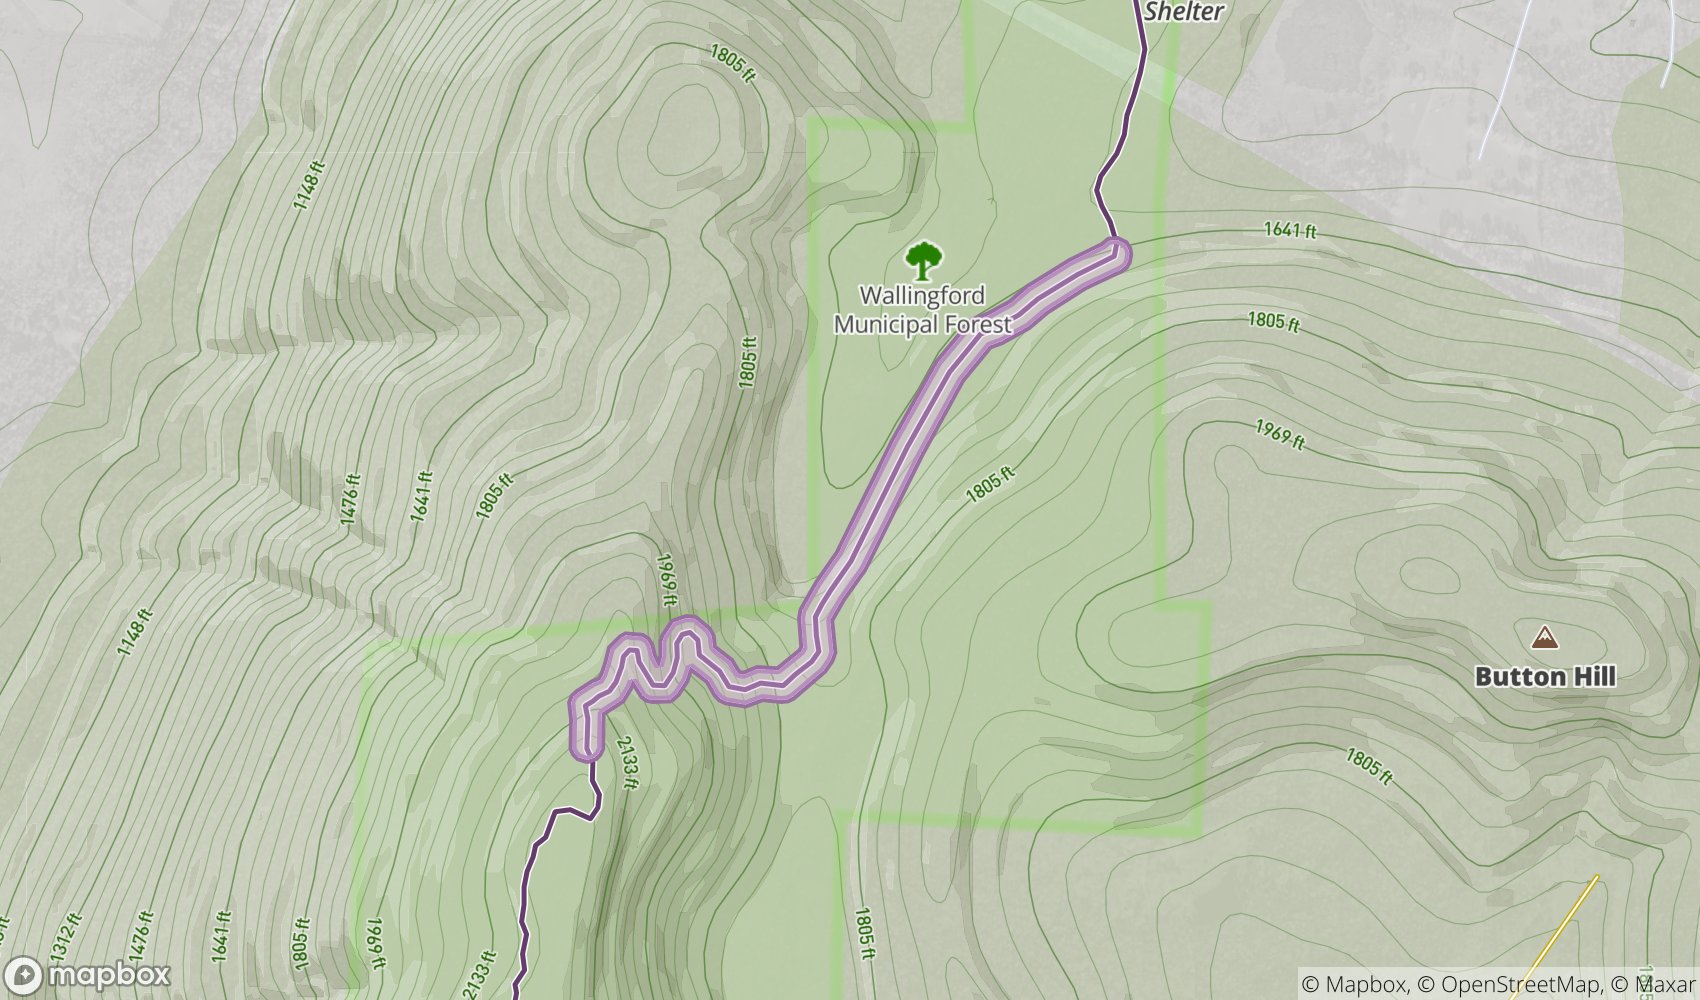 Shelter
1805 ft
1148 ft
1641 ft
Wallingford
Municipal Forest
1805 ft
1805 ft
1969 ft
1476 ft
1641 ft
1805 ft
1805 ft
1969 ft
1148 ft
Button Hill
2133 ft
1805 ft
1312 ft
1476 ft
1641 ft
1805 ft
1969 ft
2133 ft
1805 ft
mapbox
© Mapbox, © OpenStreetMap, © Maxar